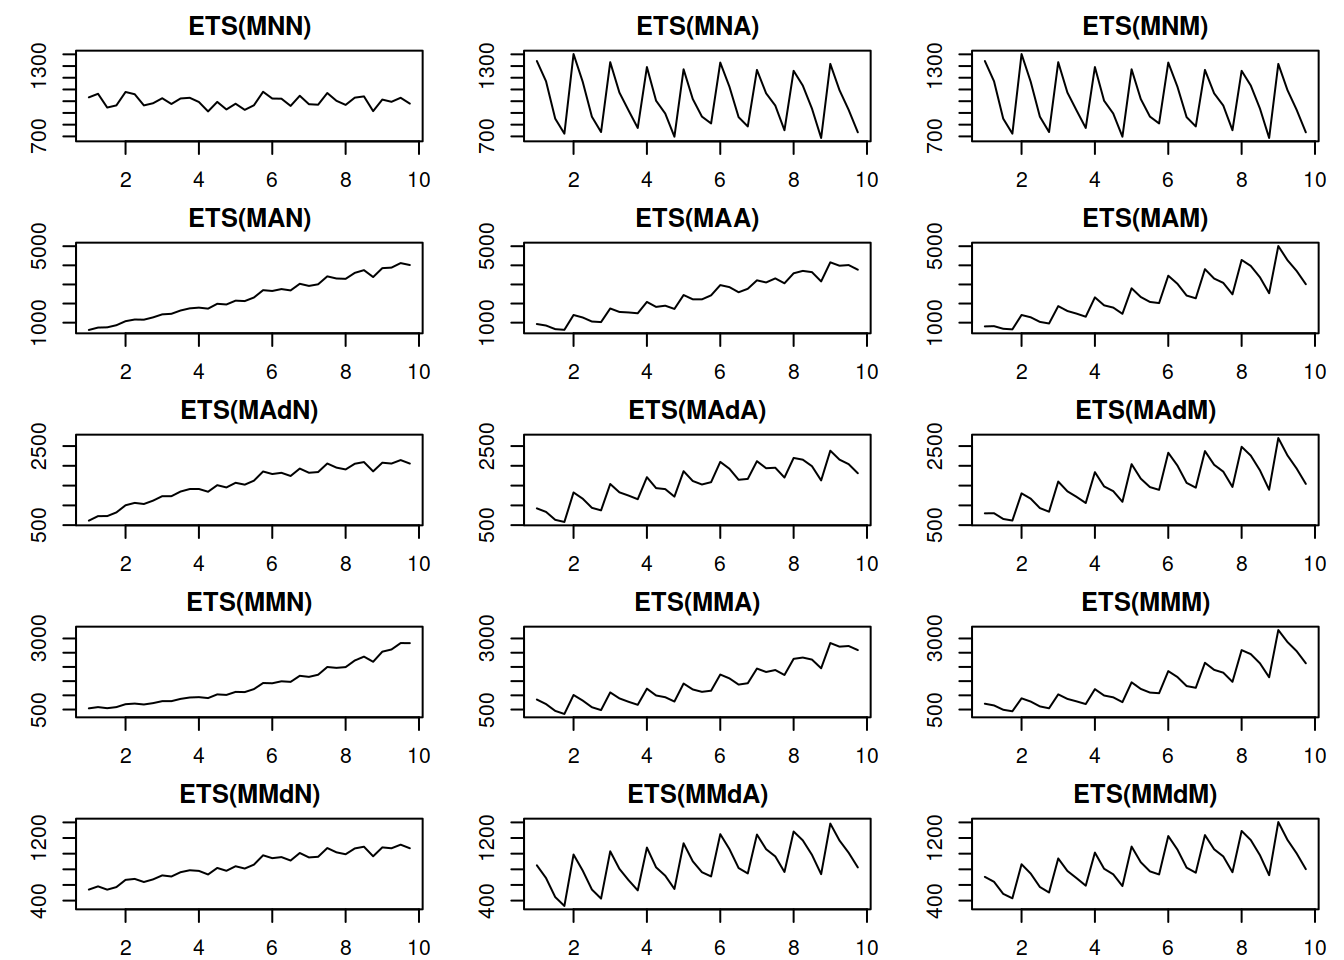 ETS(MNN) ETS(MNA) ETS(MNM)
700 1300 700 1300 700 1300
2 4 6 8 10 2 4 6 8 10 2 4 6 8 10
ETS(MAN) ETS(MAA) ETS(MAM)
1000 5000 1000 5000 1000 5000
2 4 6 8 10 2 4 6 8 10 2 4 6 8 10
ETS(MAdN) ETS(MAdA) ETS(MAdM)
500 2500 500 2500 500 2500
2 4 6 8 10 2 4 6 8 10 2 4 6 8 10
ETS(MMN) ETS(MMA) ETS(MMM)
500 3000 500 3000 500 3000
2 4 6 8 10 2 4 6 8 10 2 4 6 8 10
ETS(MMdN) ETS(MMdA) ETS(MMdM)
400 1200 400 1200 400 1200
2 4 6 8 10 2 4 6 8 10 2 4 6 8 10